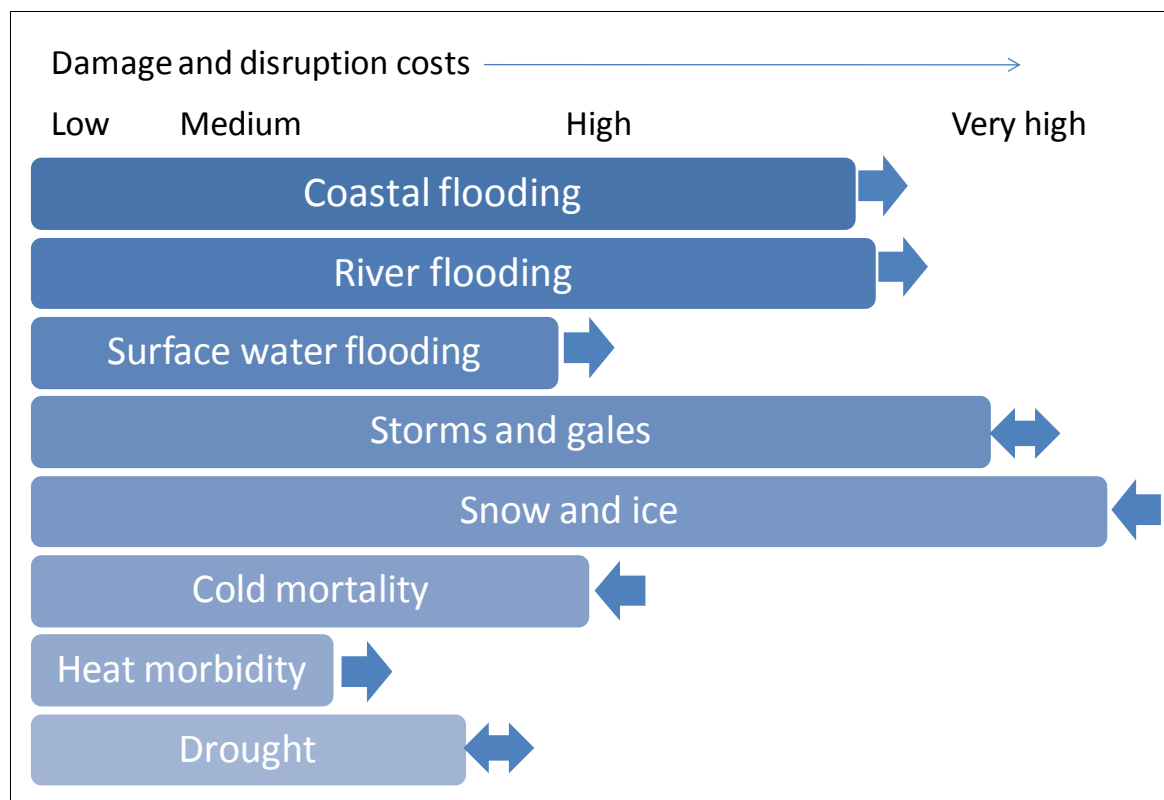 Damage and disruption costs
Low Medium High Very high
Coastal flooding
River flooding
Surface water flooding
Storms and gales
Snow and ice
Cold mortality
Heat morbidity
Drought